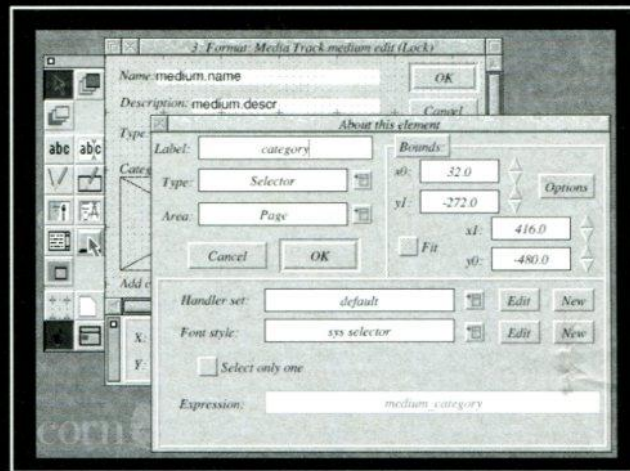 3: Format: Media Track.medium edit (Lock)
Name: medium.name
OK
Description: medium.descr
Cancel
Type:
abc abc
About this element
Label: category
Bounds:
x0: 32.0
Type: Selector
Options
y1: -272.0
Area: Page
x1: 416.0
Fit
Cancel OK
y0: -480.0
Add
Handler set: default Edit New
Font style: sys selector Edit New
X:
Select only one
Y:
Expression: medium_category
corn